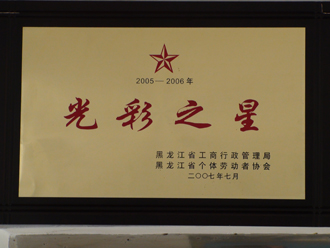 2005—2006年
光彩之星
黑龙江省工商行政管理局
黑龙江省个体劳动者协会
二〇〇七年七月